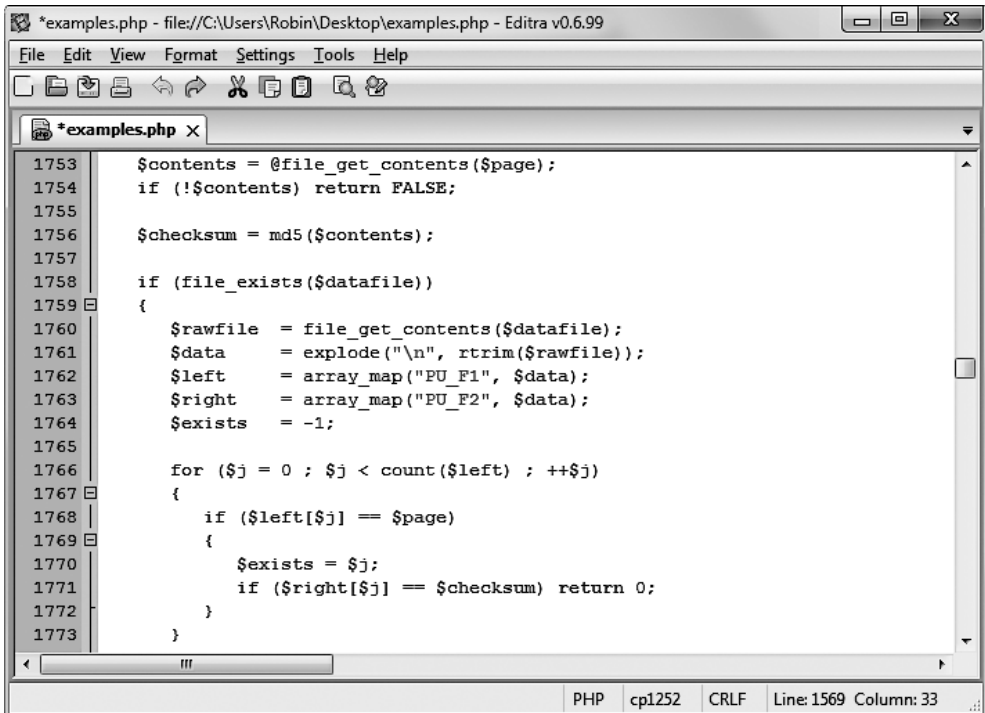 *examples.php - file://C:\Users\Robin\Desktop\examples.php - Editra v0.6.99
File Edit View Format Settings Tools Help
*examples.php
1753 $contents = @file_get_contents($page);
1754 if (!$contents) return FALSE;
1755
1756 $checksum = md5($contents);
1757
1758 if (file_exists($datafile))
1759 {
1760 $rawfile = file_get_contents($datafile);
1761 $data = explode("\n", rtrim($rawfile));
1762 $left = array_map("PU_F1", $data);
1763 $right = array_map("PU_F2", $data);
1764 $exists = -1;
1765
1766 for ($j = 0 ; $j < count($left) ; ++$j)
1767 {
1768 if ($left[$j] == $page)
1769 {
1770 $exists = $j;
1771 if ($right[$j] == $checksum) return 0;
1772 }
1773 }
PHP cp1252 CRLF Line: 1569 Column: 33